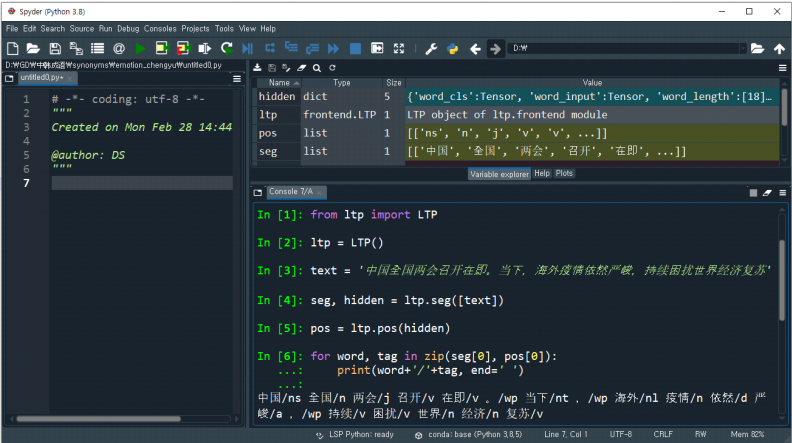 Spyder (Python 3.8)
File Edit Search Source Run Debug Consoles Projects Tools View Help
D:₩
D:₩GD₩中韩成语₩synonyms₩emotion_chengyu₩untitled0.py
untitled0.py*
1 # -*- coding: utf-8 -*-
2 """
3 Created on Mon Feb 28 14:44
4
5 @author: DS
6 """
7
Name Type Size Value
hidden dict 5 {'word_cls':Tensor, 'word_input':Tensor, 'word_length':[18]…
ltp frontend.LTP 1 LTP object of ltp.frontend module
pos list 1 [['ns', 'n', 'j', 'v', 'v', ...]]
seg list 1 [['中国', '全国', '两会', '召开', '在即', ...]]
Variable explorer Help Plots
Console 7/A
In [1]: from ltp import LTP
In [2]: ltp = LTP()
In [3]: text = '中国全国两会召开在即。当下，海外疫情依然严峻，持续困扰世界经济复苏'
In [4]: seg, hidden = ltp.seg([text])
In [5]: pos = ltp.pos(hidden)
In [6]: for word, tag in zip(seg[0], pos[0]):
...: print(word+'/'+tag, end=' ')
...:
中国/ns 全国/n 两会/j 召开/v 在即/v 。/wp 当下/nt ，/wp 海外/nl 疫情/n 依然/d 严
峻/a ，/wp 持续/v 困扰/v 世界/n 经济/n 复苏/v
LSP Python: ready conda: base (Python 3.8.5) Line 7, Col 1 UTF-8 CRLF RW Mem 82%